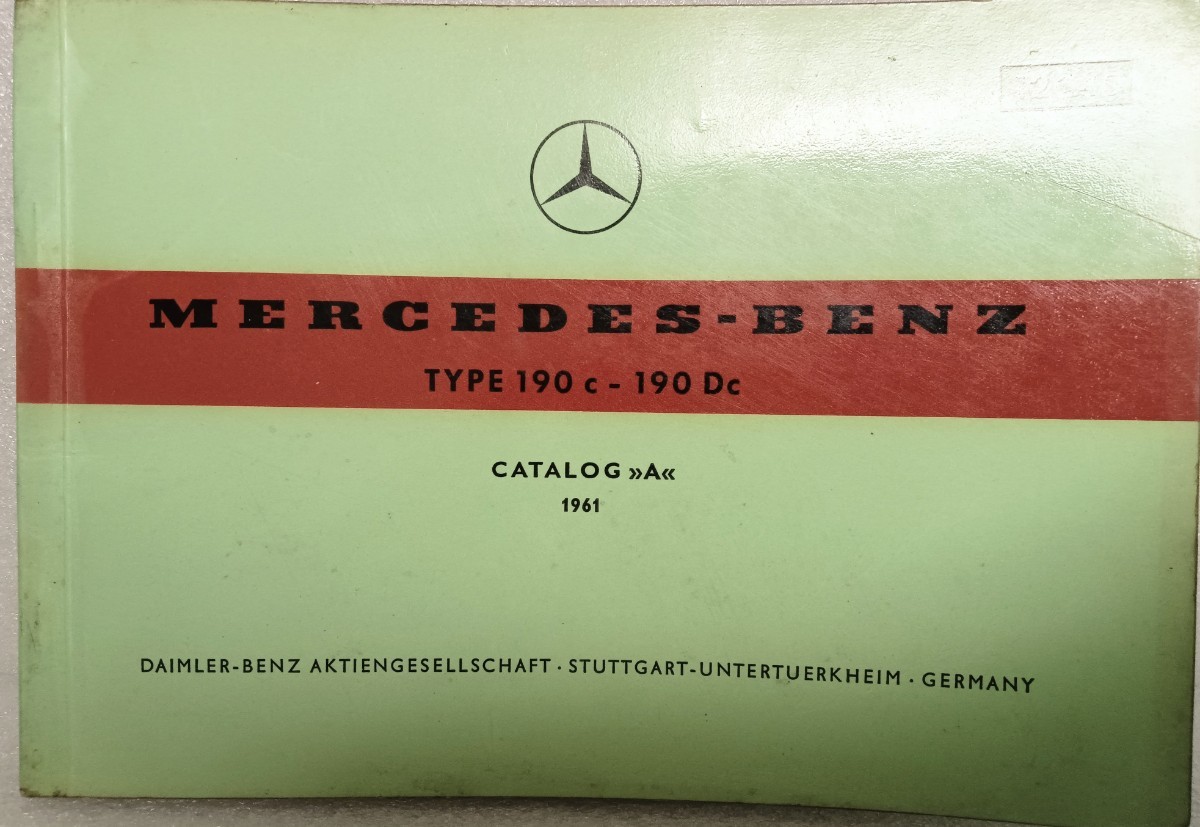 MERCEDES-BENZ
TYPE 190 c - 190 Dc
CATALOG »A«
1961
DAIMLER-BENZ AKTIENGESELLSCHAFT · STUTTGART-UNTERTUERKHEIM · GERMANY